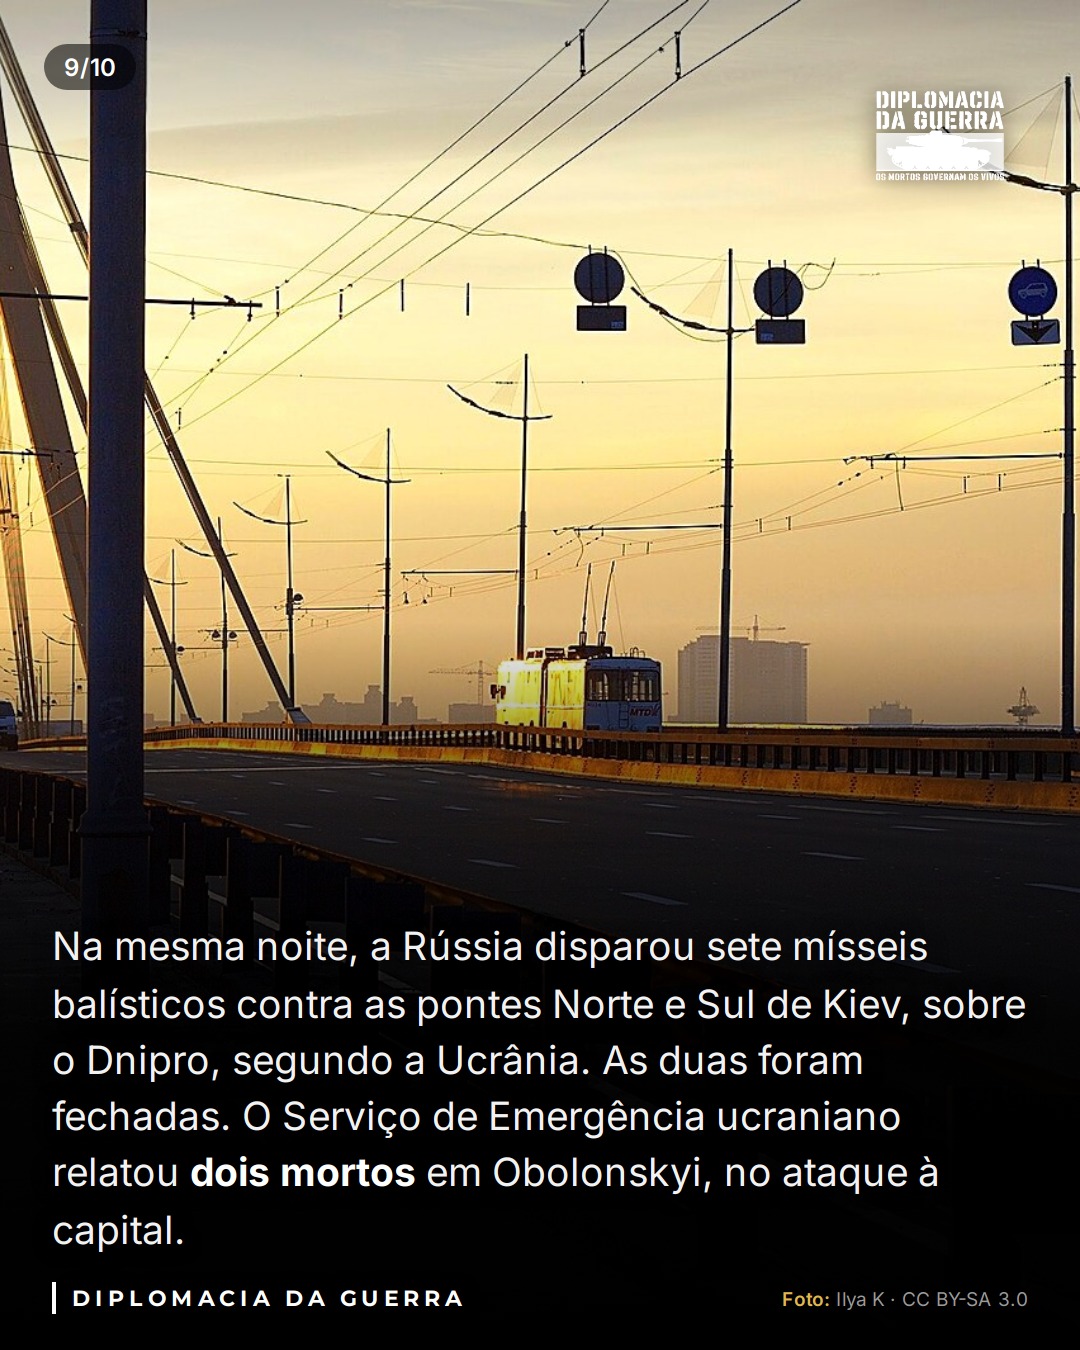 9/10
DIPLOMACIA
DA GUERRA
OS MORTOS GOVERNAM OS VIVOS
MTDK
Na mesma noite, a Rússia disparou sete mísseis
balísticos contra as pontes Norte e Sul de Kiev, sobre
o Dnipro, segundo a Ucrânia. As duas foram
fechadas. O Serviço de Emergência ucraniano
relatou dois mortos em Obolonskyi, no ataque à
capital.
DIPLOMACIA DA GUERRA
Foto: Ilya K · CC BY-SA 3.0